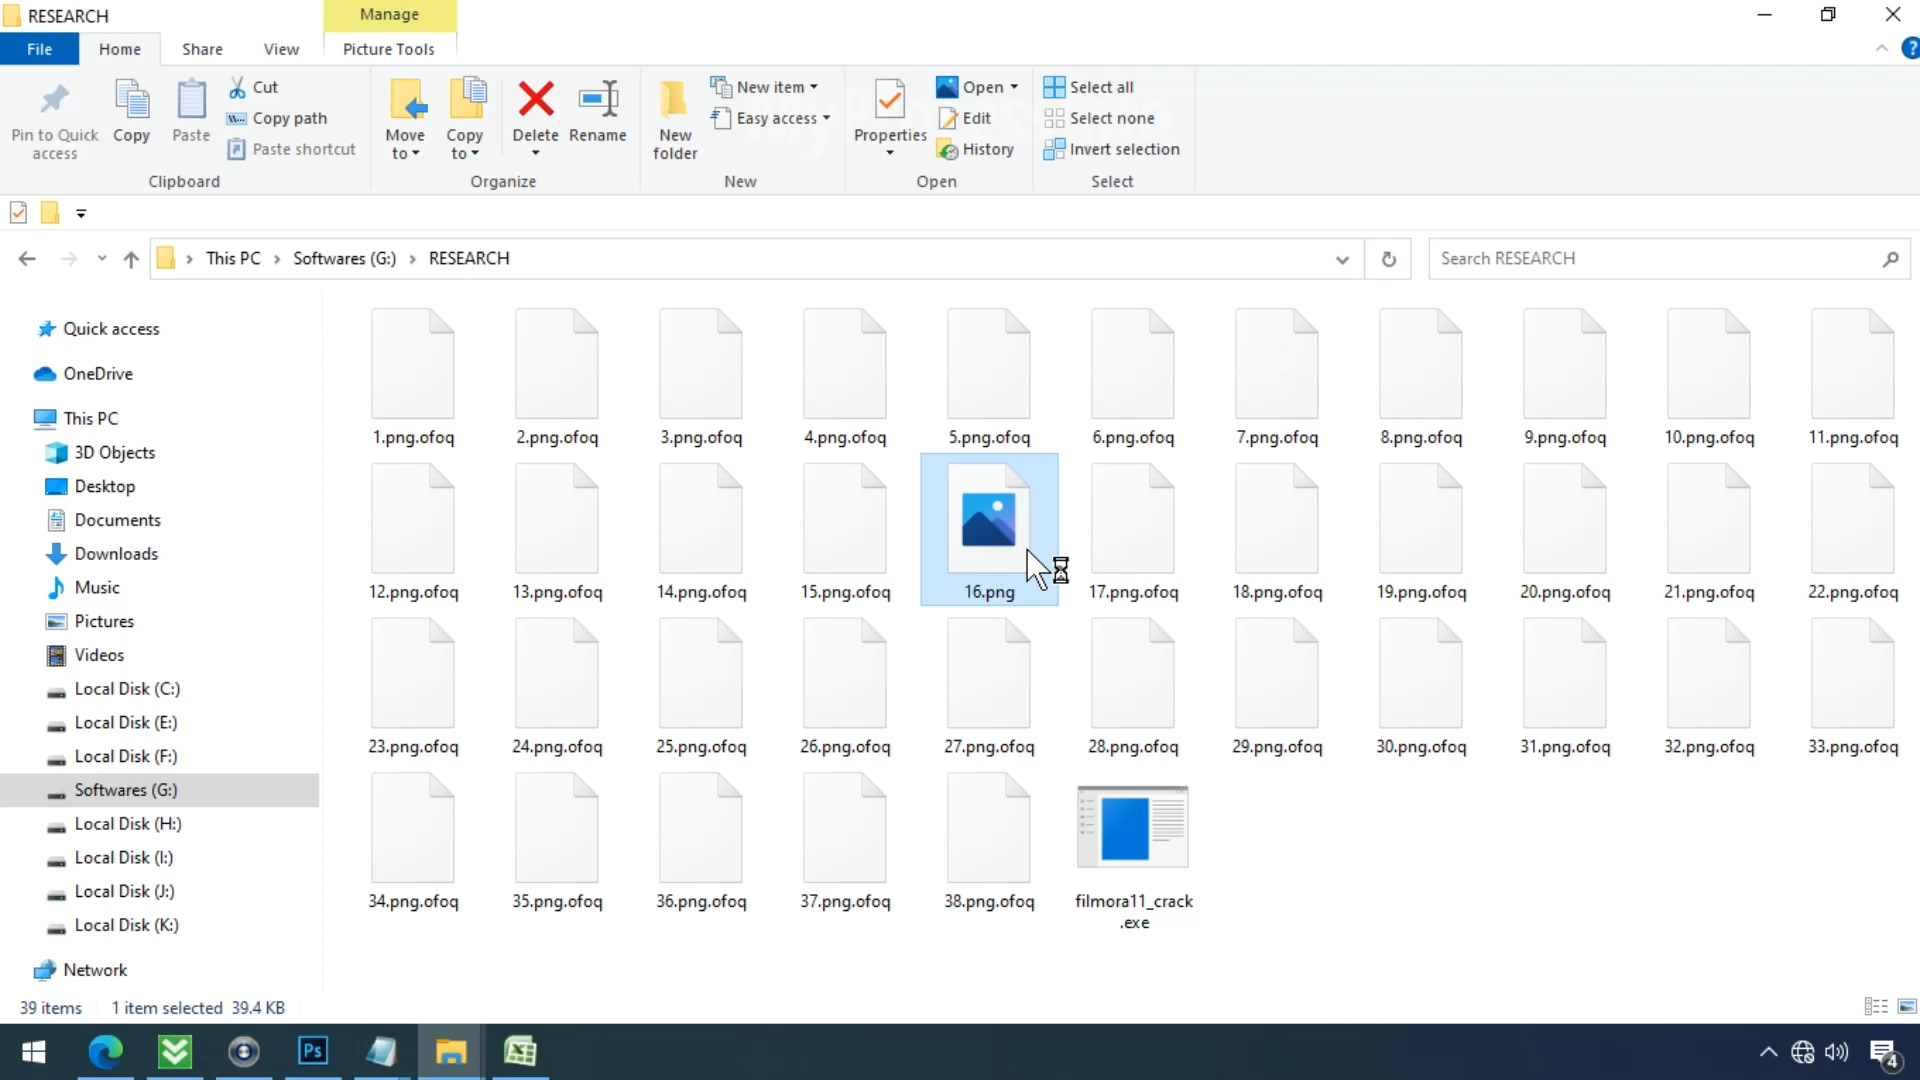 RESEARCH
Manage
File
Home
Share
View
Picture Tools
?
Pin to Quick access
Copy
Paste
Cut
Copy path
Paste shortcut
Clipboard
Move to
Copy to
Delete
Rename
Organize
New folder
New item
Easy access
New
Properties
Open
Edit
History
Open
Select all
Select none
Invert selection
Select
This PC
Softwares (G:)
RESEARCH
Search RESEARCH
Quick access
OneDrive
This PC
3D Objects
Desktop
Documents
Downloads
Music
Pictures
Videos
Local Disk (C:)
Local Disk (E:)
Local Disk (F:)
Softwares (G:)
Local Disk (H:)
Local Disk (I:)
Local Disk (J:)
Local Disk (K:)
Network
1.png.ofoq
2.png.ofoq
3.png.ofoq
4.png.ofoq
5.png.ofoq
6.png.ofoq
7.png.ofoq
8.png.ofoq
9.png.ofoq
10.png.ofoq
11.png.ofoq
12.png.ofoq
13.png.ofoq
14.png.ofoq
15.png.ofoq
16.png
17.png.ofoq
18.png.ofoq
19.png.ofoq
20.png.ofoq
21.png.ofoq
22.png.ofoq
23.png.ofoq
24.png.ofoq
25.png.ofoq
26.png.ofoq
27.png.ofoq
28.png.ofoq
29.png.ofoq
30.png.ofoq
31.png.ofoq
32.png.ofoq
33.png.ofoq
34.png.ofoq
35.png.ofoq
36.png.ofoq
37.png.ofoq
38.png.ofoq
filmora11_crack
.exe
39 items
1 item selected 39.4 KB
Ps
4